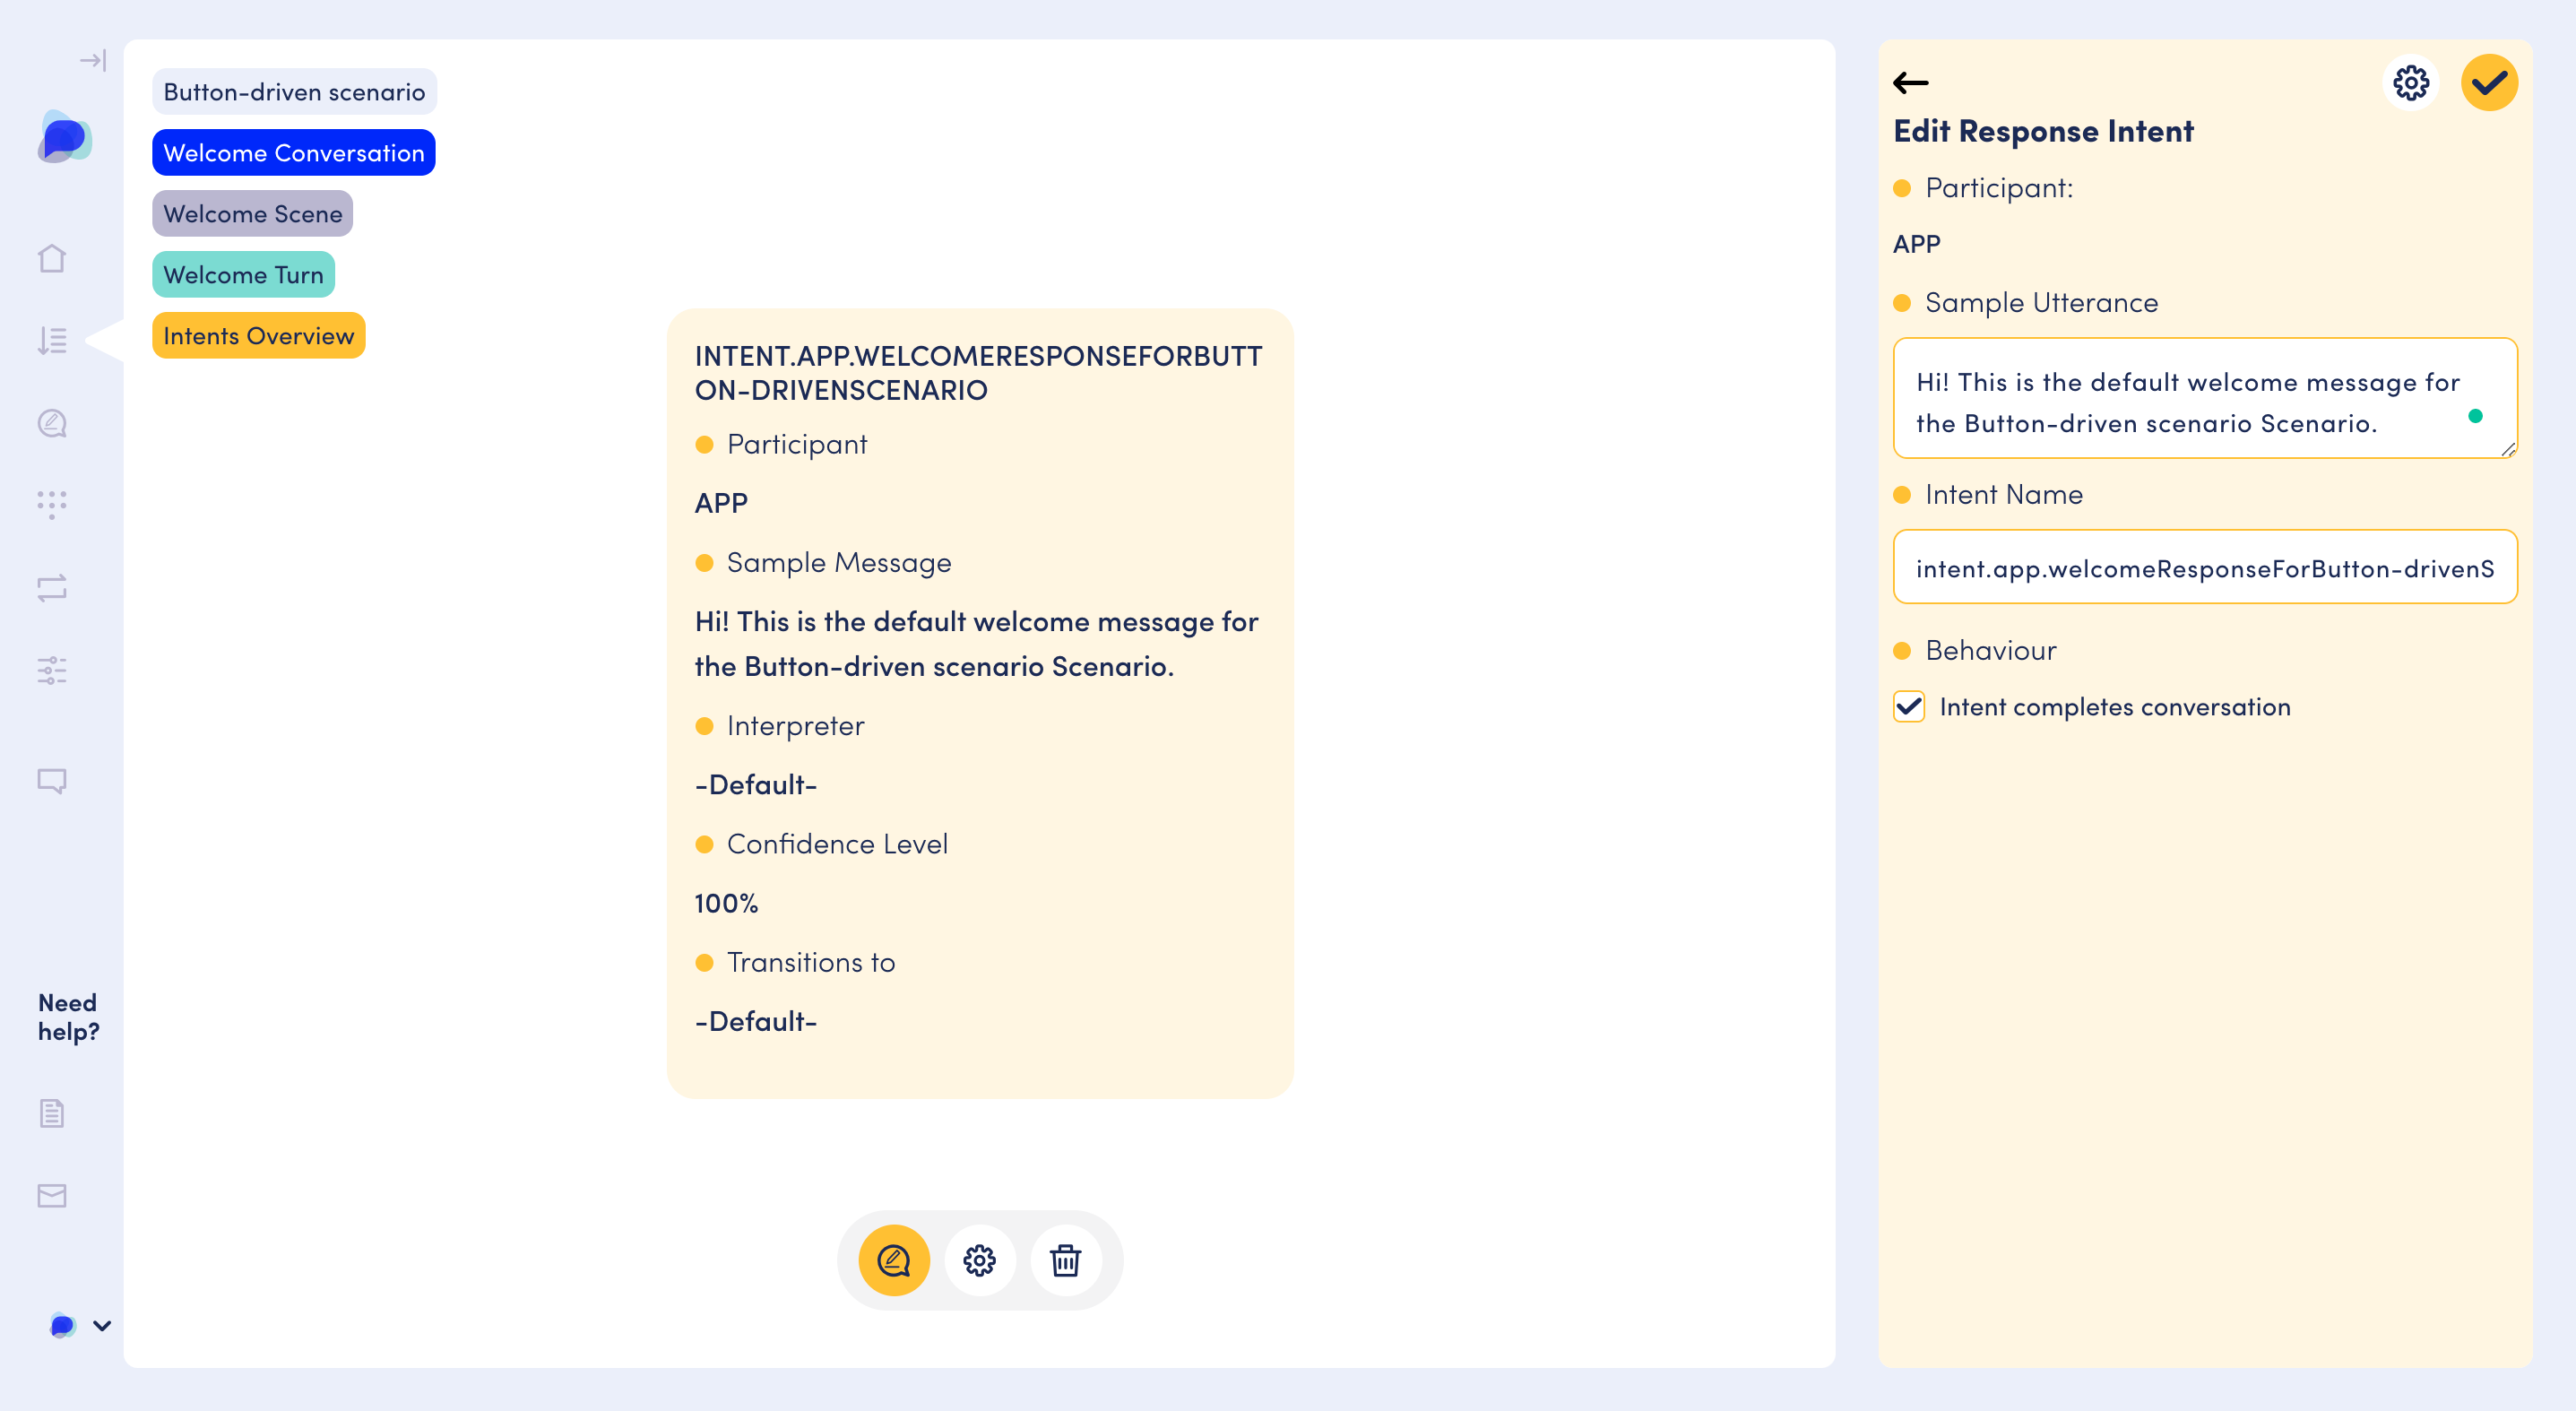 Button-driven scenario
Welcome Conversation
Welcome Scene
Welcome Turn
Intents Overview
Need
help?
INTENT.APP.WELCOMERESPONSEFORBUTT
ON-DRIVENSCENARIO
Participant
APP
Sample Message
Hi! This is the default welcome message for
the Button-driven scenario Scenario.
Interpreter
-Default-
Confidence Level
100%
Transitions to
-Default-
Edit Response Intent
Participant:
APP
Sample Utterance
Hi! This is the default welcome message for
the Button-driven scenario Scenario.
Intent Name
intent.app.welcomeResponseForButton-drivenS
Behaviour
Intent completes conversation